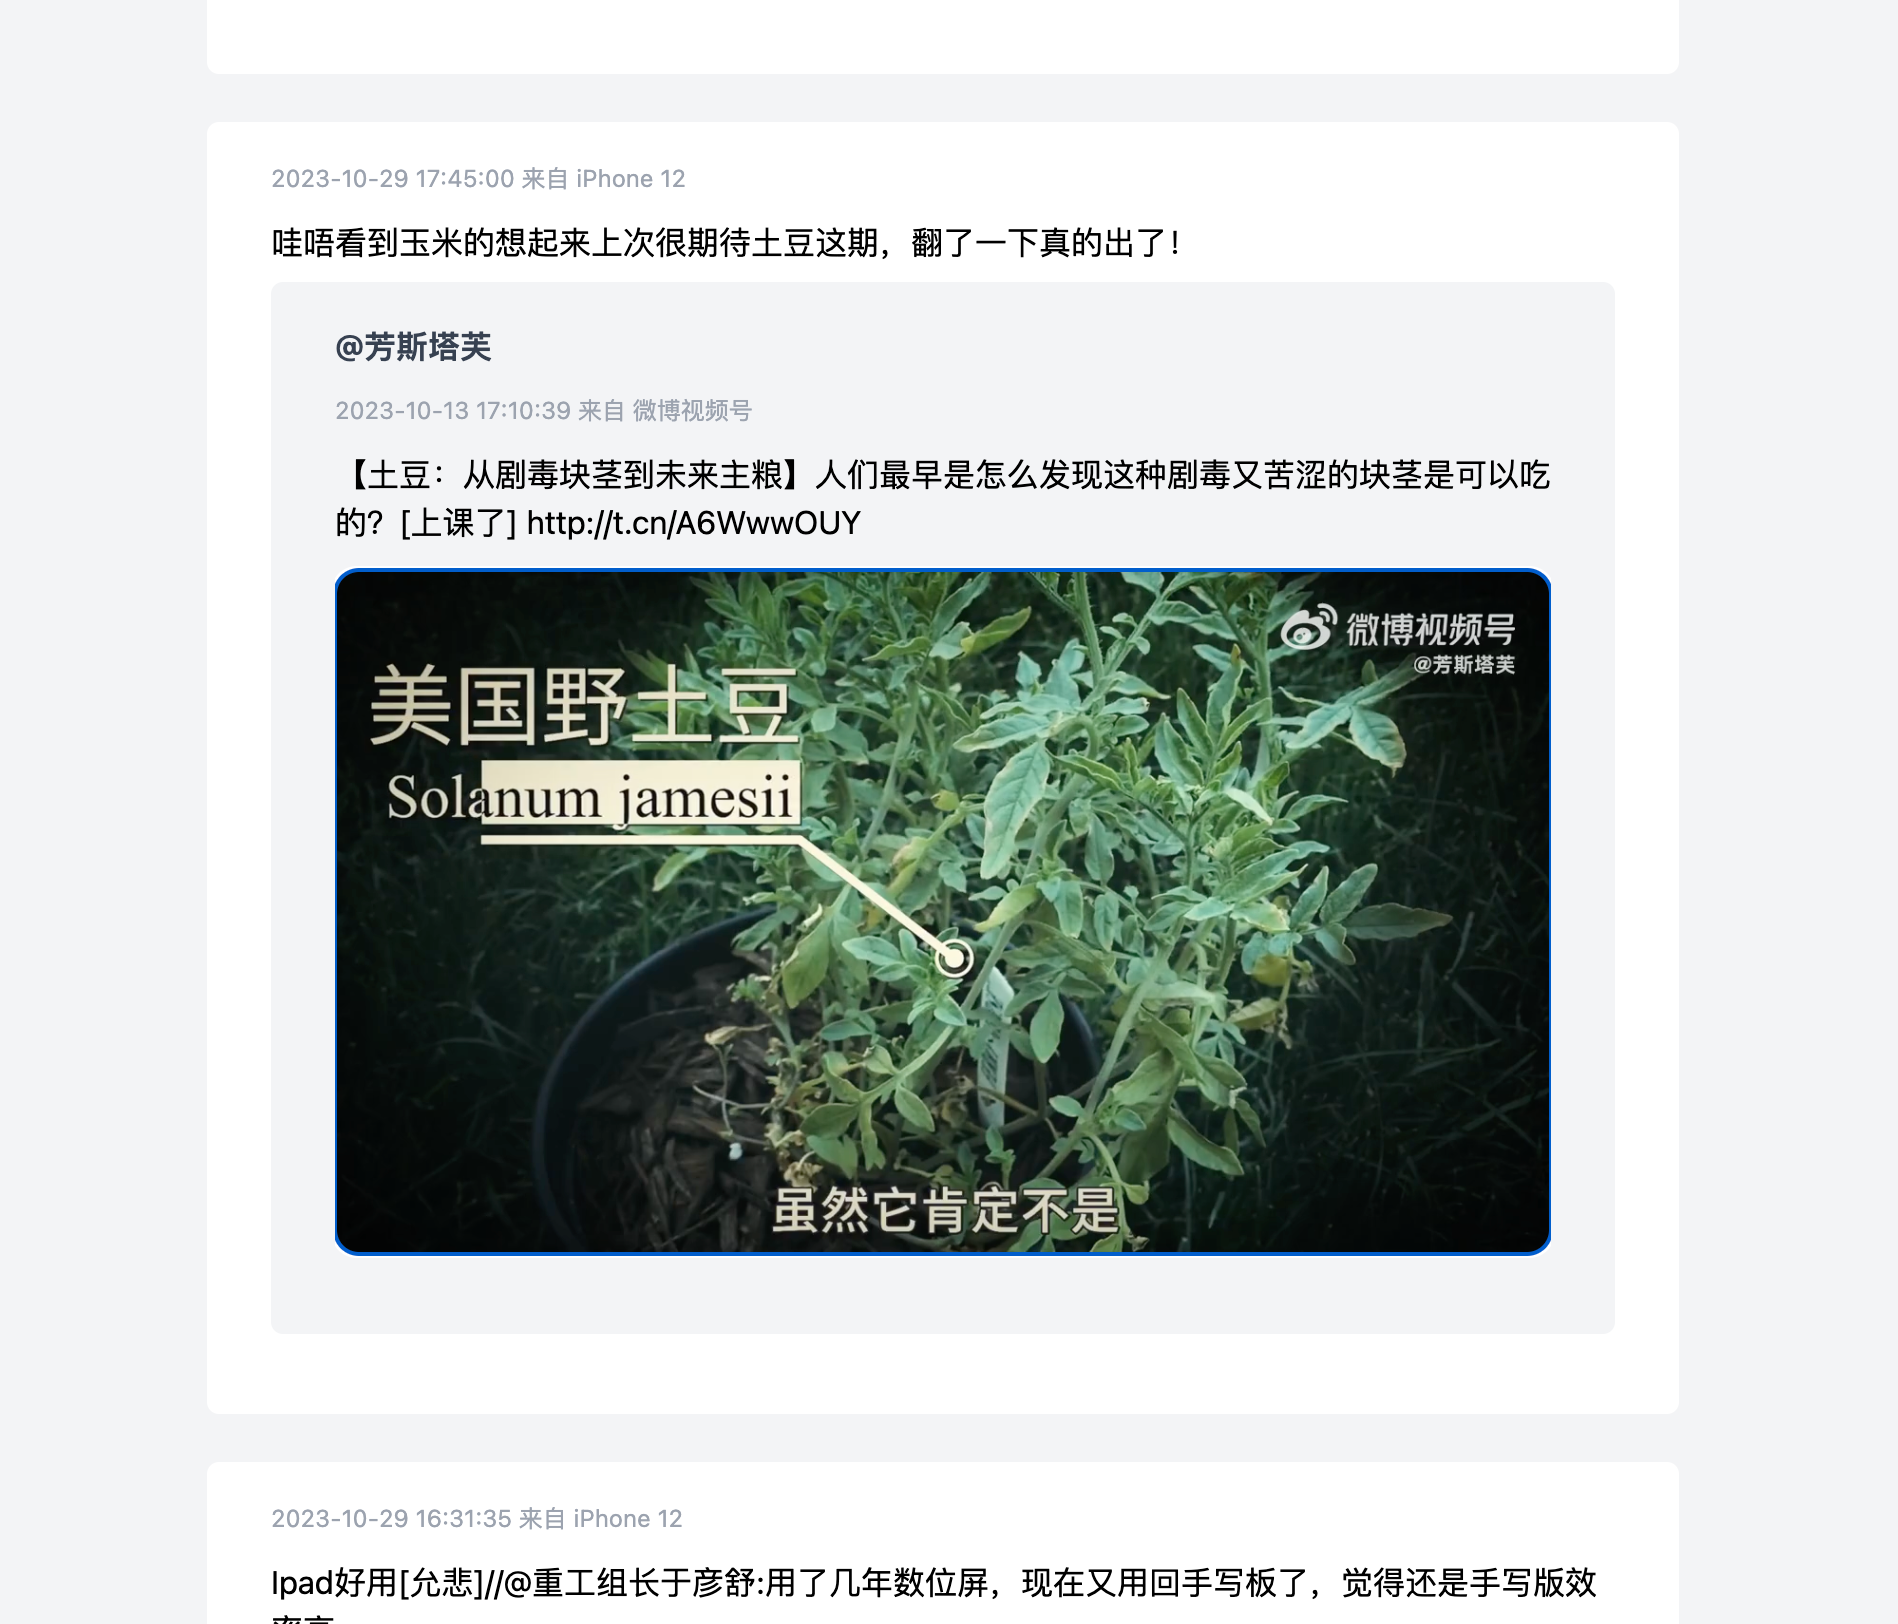 2023-10-29 17:45:00 来自 iPhone 12
哇唔看到玉米的想起来上次很期待土豆这期，翻了一下真的出了！
@芳斯塔芙
2023-10-13 17:10:39 来自 微博视频号
【土豆：从剧毒块茎到未来主粮】人们最早是怎么发现这种剧毒又苦涩的块茎是可以吃
的？[上课了] http://t.cn/A6WwwOUY
微博视频号
@芳斯塔芙
美国野土豆
Solanum jamesii
虽然它肯定不是
2023-10-29 16:31:35 来自 iPhone 12
Ipad好用[允悲]//@重工组长于彦舒:用了几年数位屏，现在又用回手写板了，觉得还是手写版效